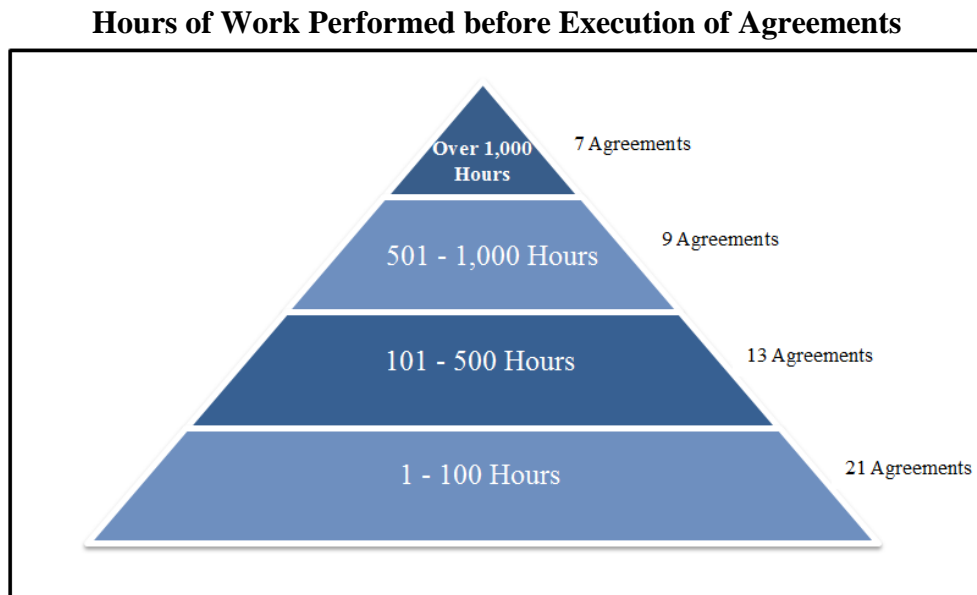 Hours of Work Performed before Execution of Agreements
Over 1,000
Hours
7 Agreements
501 - 1,000 Hours
9 Agreements
101 - 500 Hours
13 Agreements
1 - 100 Hours
21 Agreements